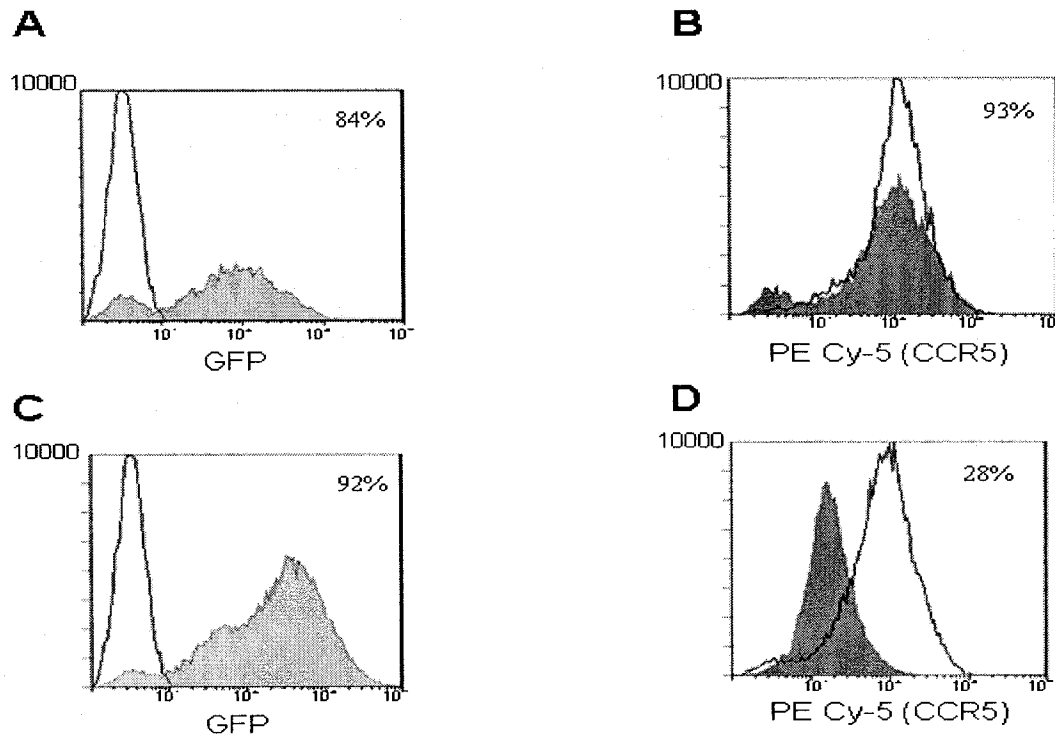 A
10000
84%
GFP
B
10000
93%
PE Cy-5 (CCR5)
C
10000
92%
GFP
D
10000
28%
PE Cy-5 (CCR5)